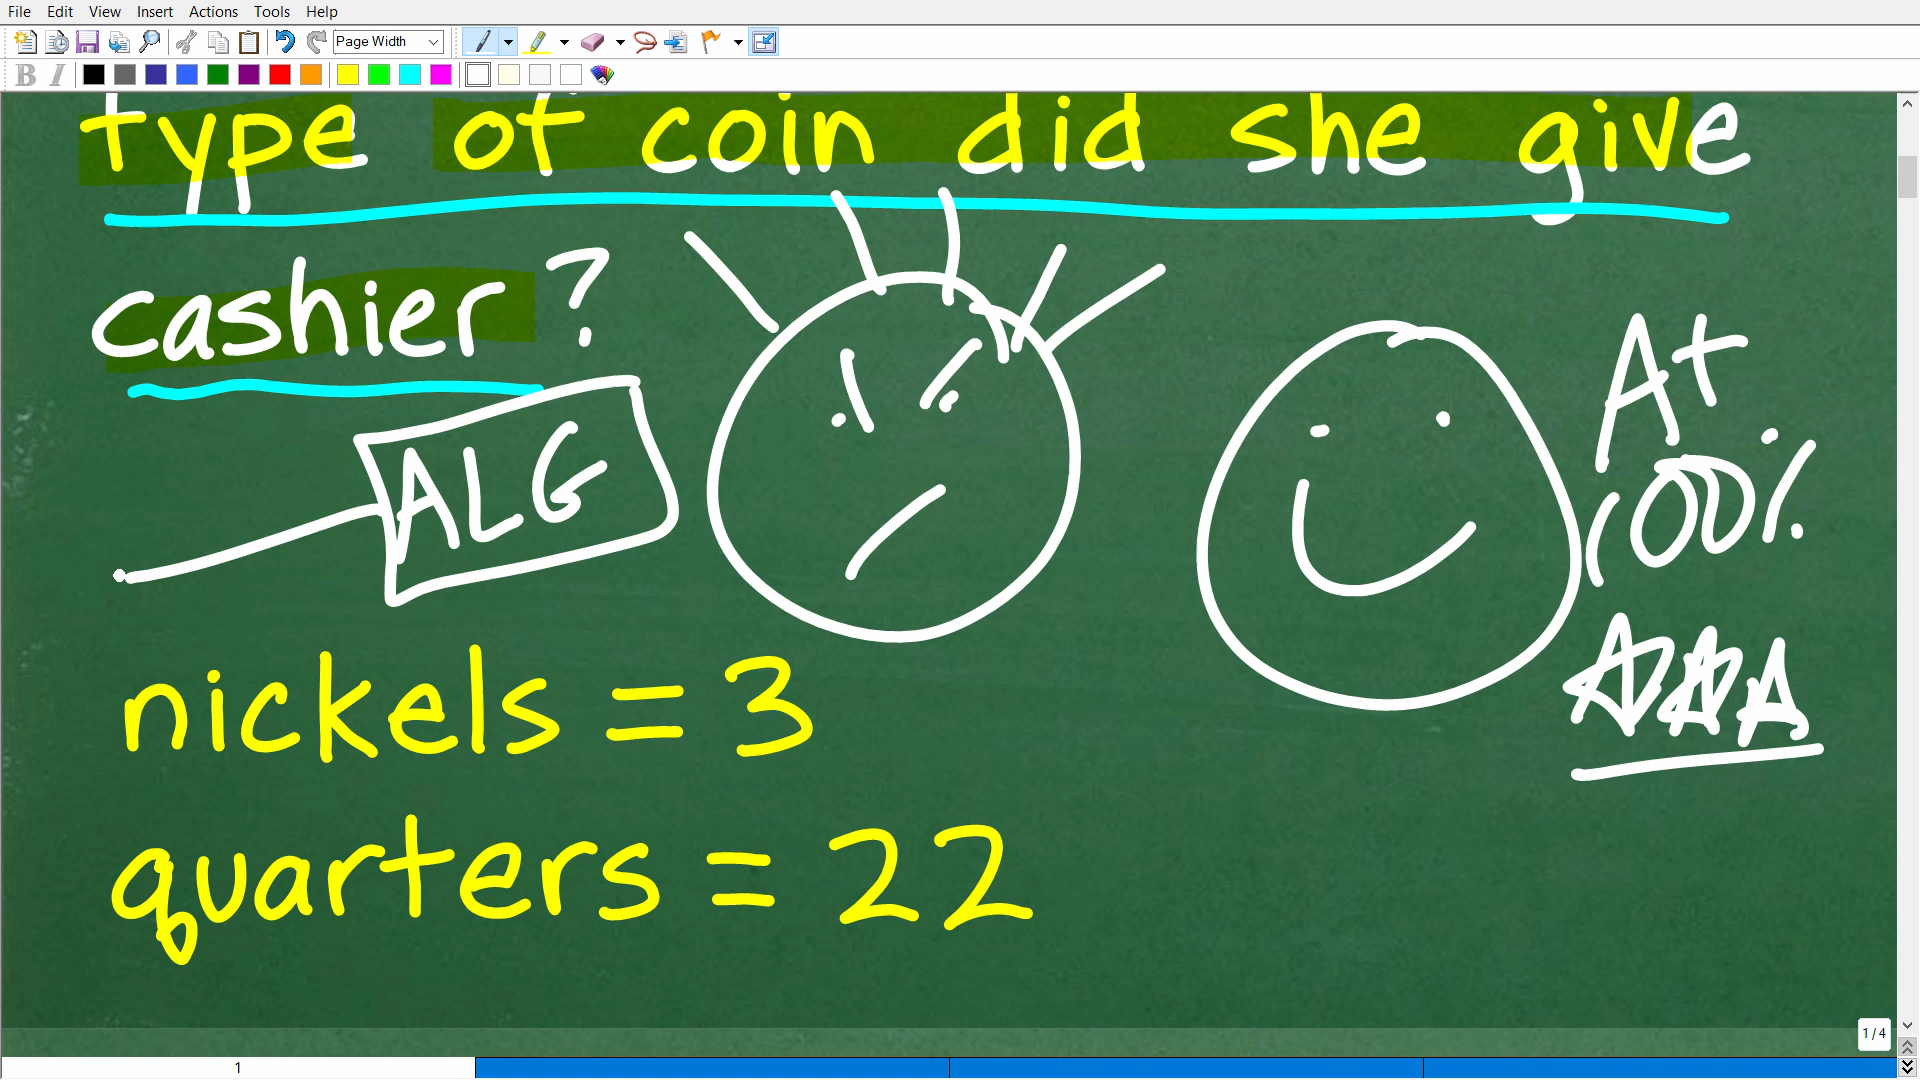 File Edit View Insert Actions Tools Help
Page Width
B I
type of coin did she give
cashier?
ALG
A+
100%
nickels = 3
quarters = 22
1/4
1